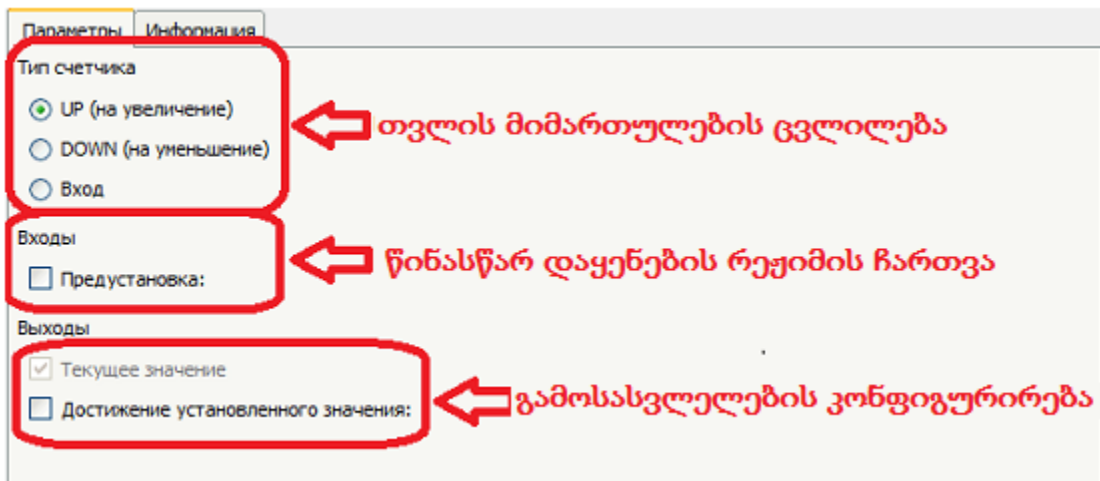 Параметры Информация
Тип счетчика
UP (на увеличение)
თვლის მიმართულების ცვლილება
DOWN (на уменьшение)
Вход
Входы
წინასწარ დაყენების რეჟიმის ჩართვა
Предустановка:
Выходы
Текущее значение
Достижение установленного значения:
გამოსასვლელების კონფიგურირება